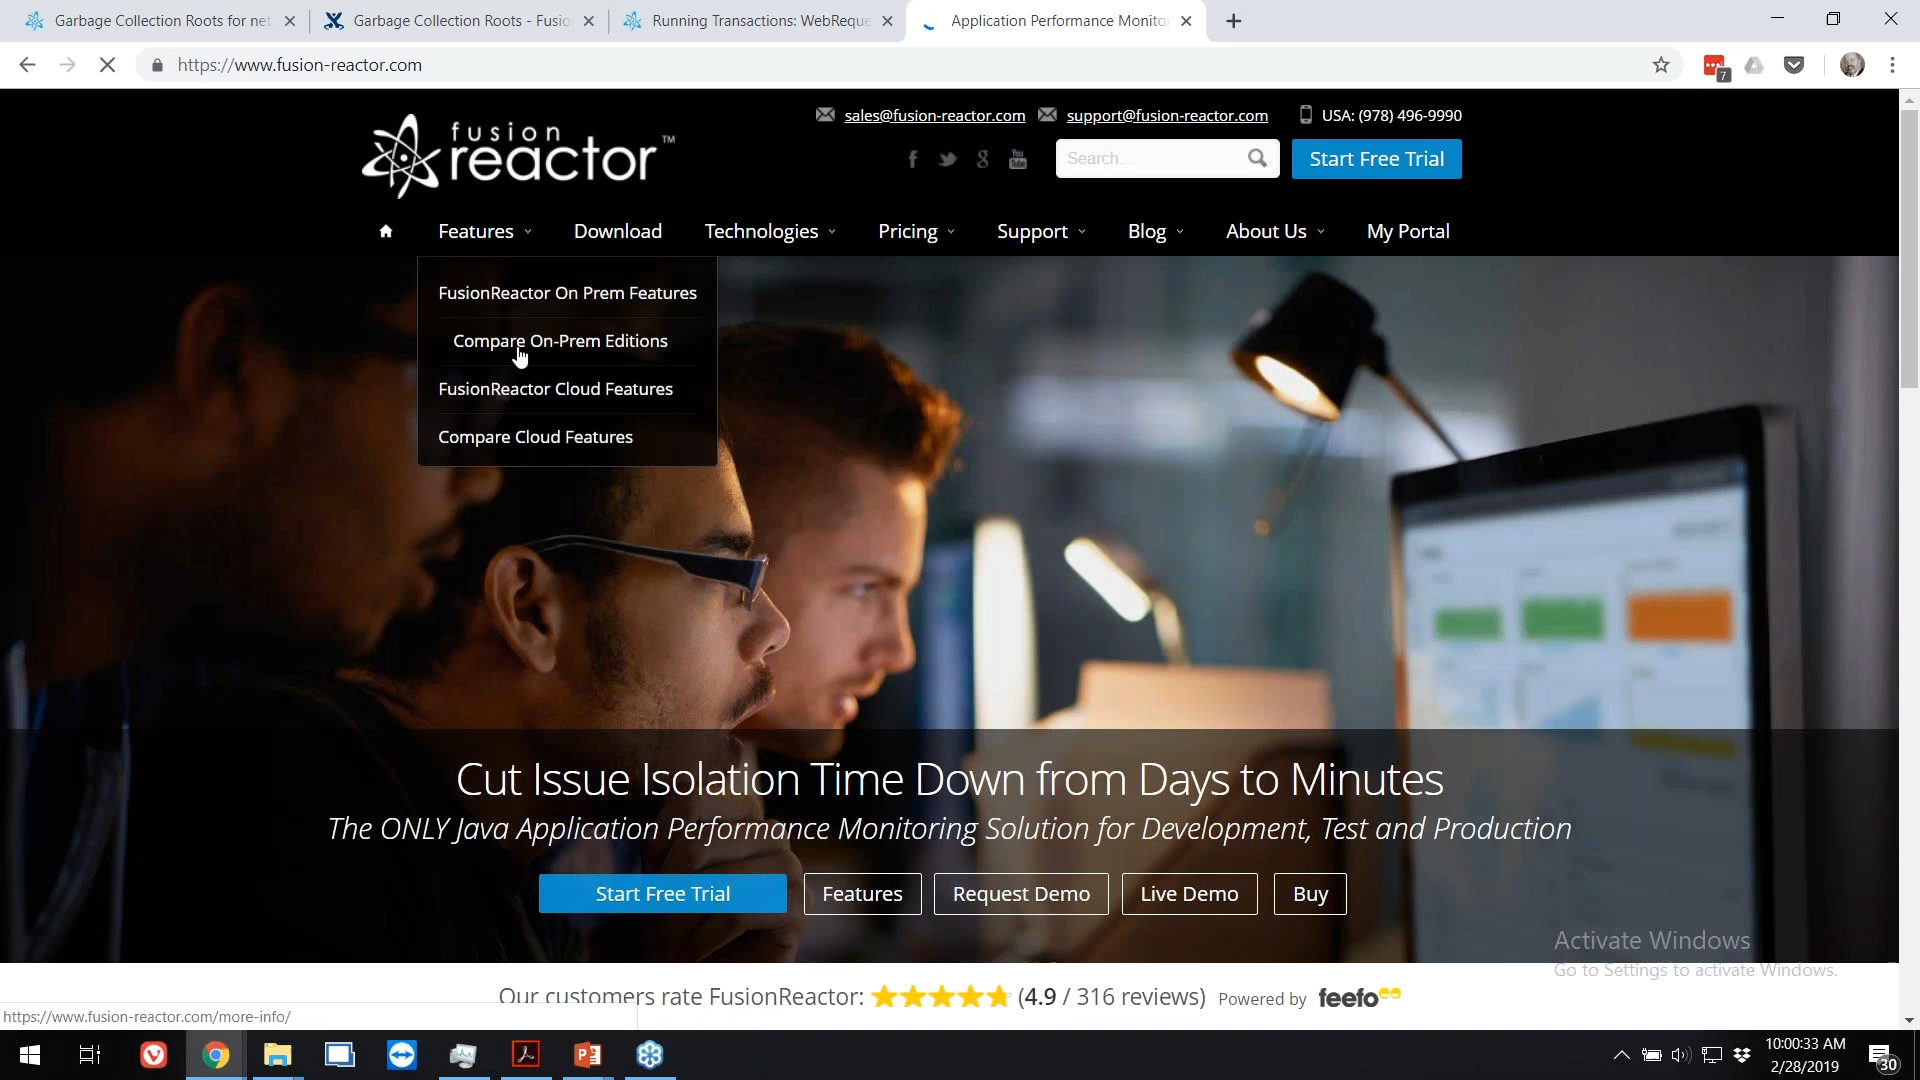 Garbage Collection Roots for net
Garbage Collection Roots - Fusio
Running Transactions: WebReque
Application Performance Monitor
https://www.fusion-reactor.com
7
fusion
reactor™
sales@fusion-reactor.com
support@fusion-reactor.com
USA: (978) 496-9990
f
g
You
Tube
Search...
Start Free Trial
Features
Download
Technologies
Pricing
Support
Blog
About Us
My Portal
FusionReactor On Prem Features
Compare On-Prem Editions
FusionReactor Cloud Features
Compare Cloud Features
Cut Issue Isolation Time Down from Days to Minutes
The ONLY Java Application Performance Monitoring Solution for Development, Test and Production
Start Free Trial
Features
Request Demo
Live Demo
Buy
Activate Windows
Go to Settings to activate Windows.
Our customers rate FusionReactor: (4.9 / 316 reviews) Powered by feefo
https://www.fusion-reactor.com/more-info/
10:00:33 AM
2/28/2019
30